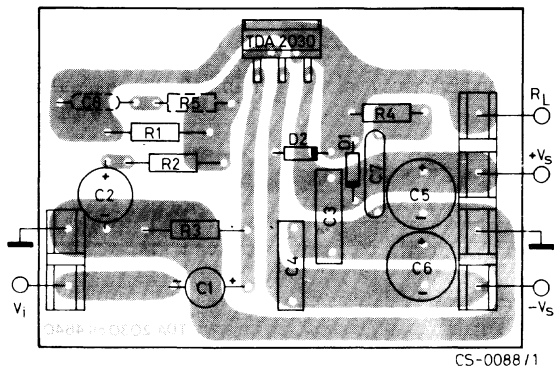 TDA 2030
C8
R5
R1
R2
C2
R3
C1
D2
D1
R4
C7
C3
C4
C5
C6
RL
+Vs
-Vs
Vi
CS-0088/1